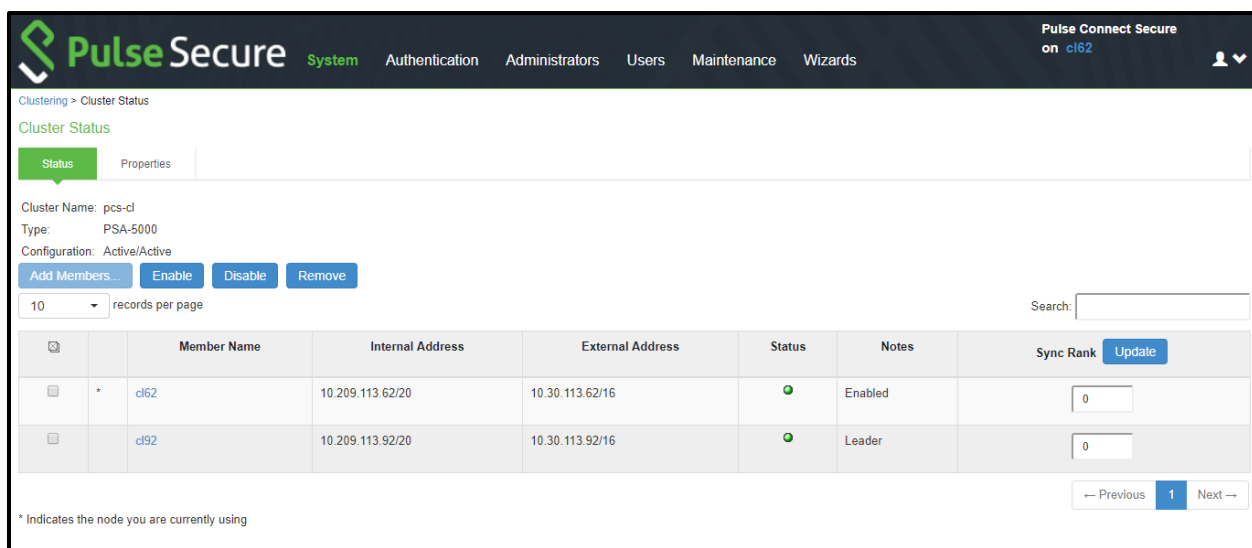 Pulse Secure System Authentication Administrators Users Maintenance Wizards
Pulse Connect Secure
on cl62
Clustering > Cluster Status
Cluster Status
Status Properties
Cluster Name: pcs-cl
Type: PSA-5000
Configuration: Active/Active
Add Members... Enable Disable Remove
10 records per page Search:
Member Name Internal Address External Address Status Notes Sync Rank Update
* cl62 10.209.113.62/20 10.30.113.62/16 Enabled 0
cl92 10.209.113.92/20 10.30.113.92/16 Leader 0
← Previous 1 Next →
* Indicates the node you are currently using